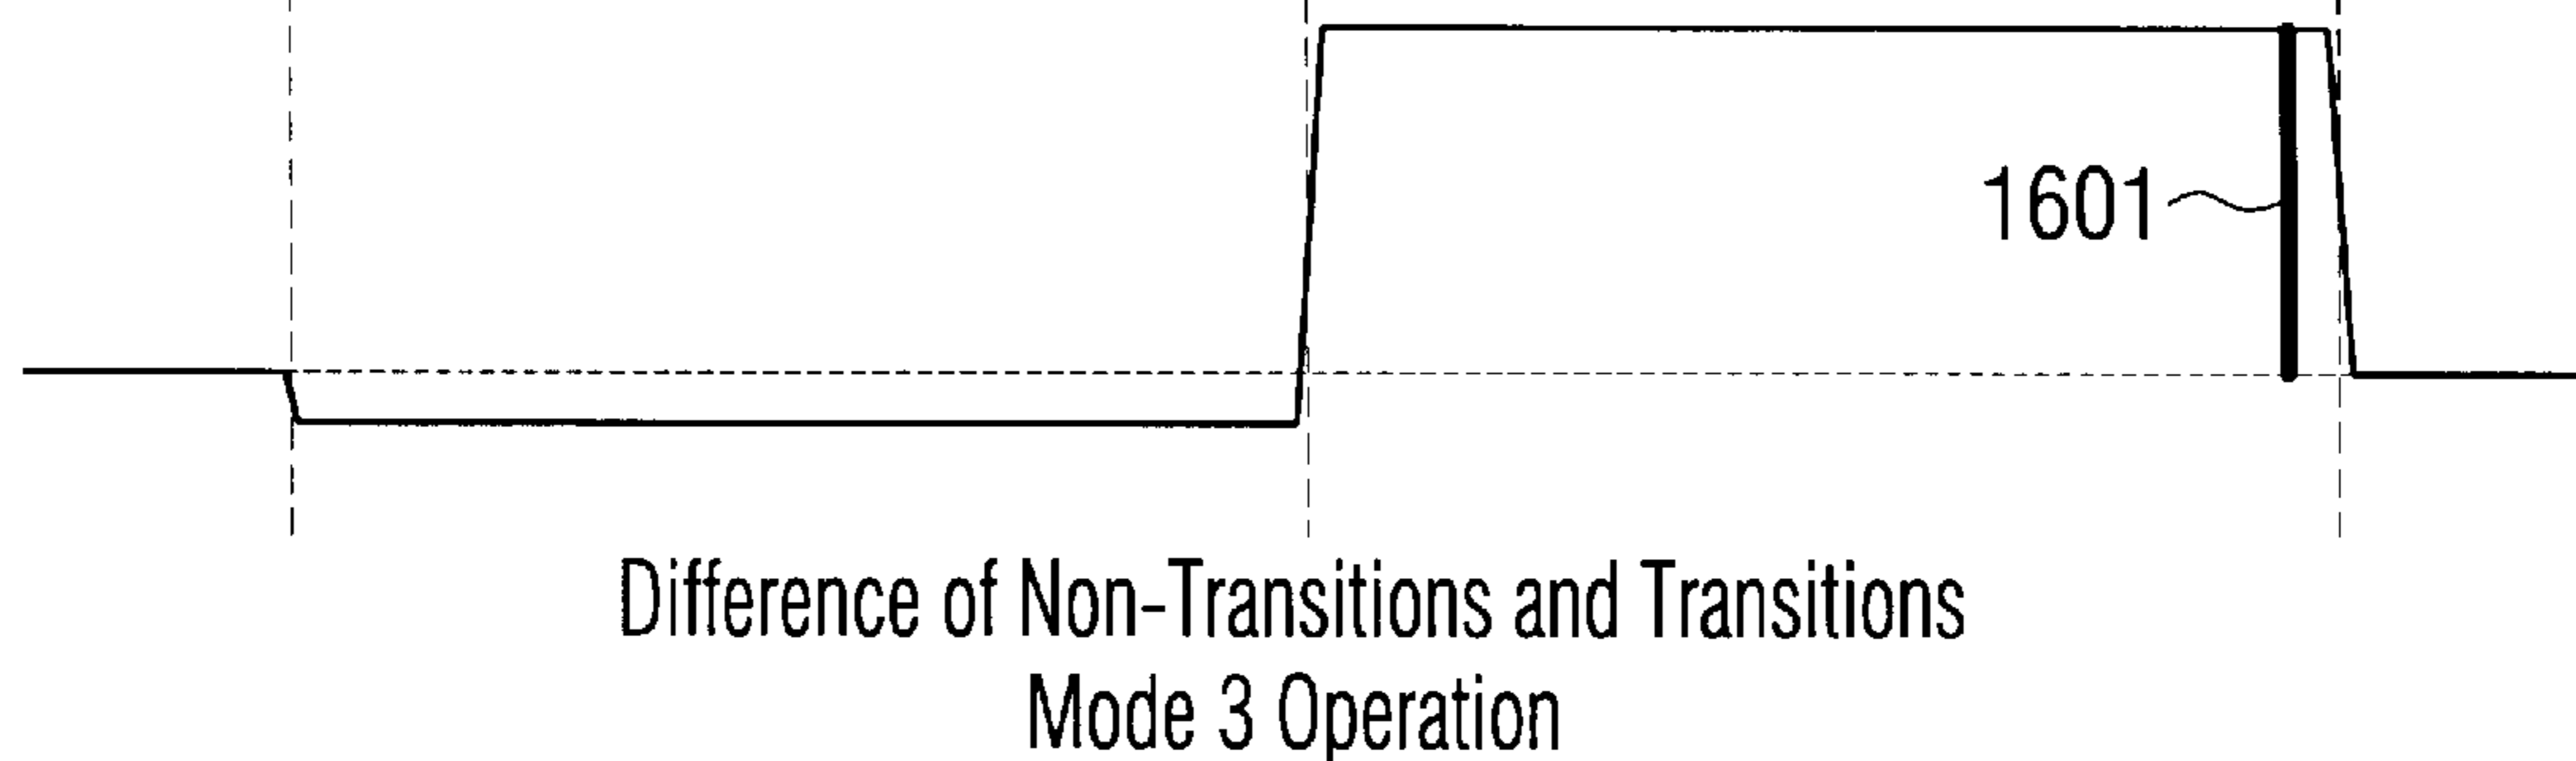 1601
Difference of Non-Transitions and Transitions
Mode 3 Operation